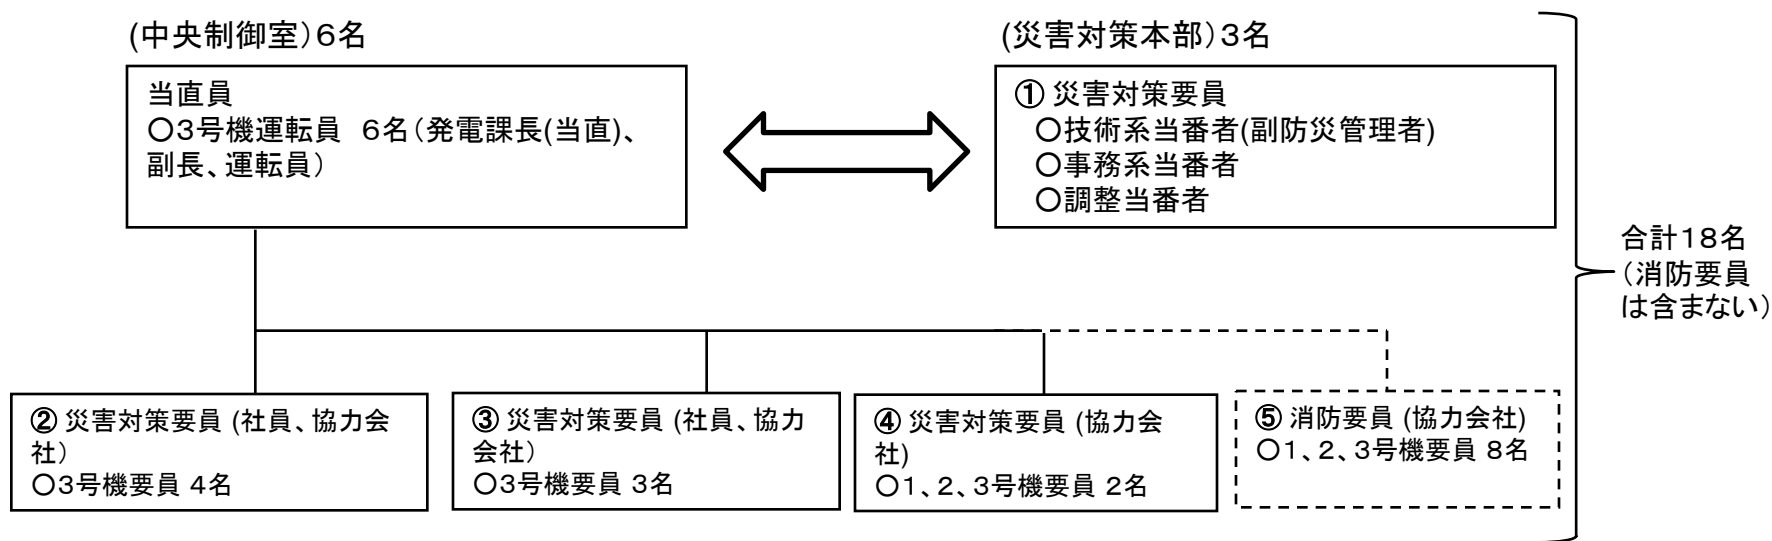 (中央制御室)6名
当直員
○3号機運転員 6名(発電課長(当直)、
副長、運転員)
(災害対策本部)3名
① 災害対策要員
○技術系当番者(副防災管理者)
○事務系当番者
○調整当番者
合計18名
(消防要員
は含まない)
② 災害対策要員 (社員、協力会
社)
○3号機要員 4名
③ 災害対策要員 (社員、協力
会社)
○3号機要員 3名
④ 災害対策要員 (協力会
社)
○1、2、3号機要員 2名
⑤ 消防要員 (協力会社)
○1、2、3号機要員 8名